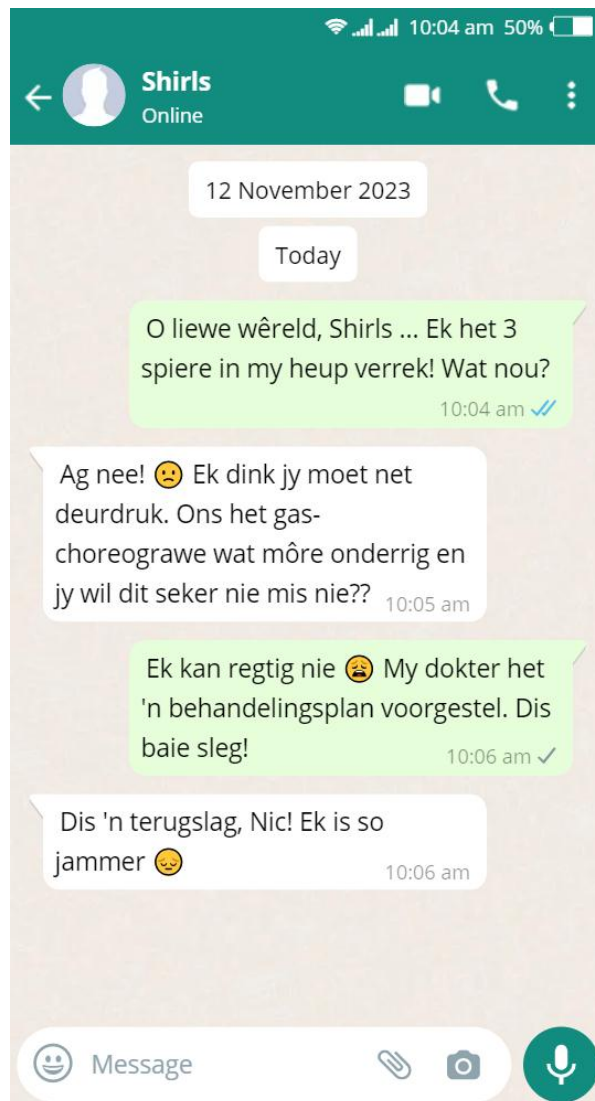 10:04 am 50%
Shirls
Online
12 November 2023
Today
O liewe wêreld, Shirls ... Ek het 3
spiere in my heup verrek! Wat nou?
10:04 am
Ag nee! 🙁 Ek dink jy moet net
deurdruk. Ons het gas-
choreograwe wat môre onderrig en
jy wil dit seker nie mis nie?? 10:05 am
Ek kan regtig nie 😩 My dokter het
'n behandelingsplan voorgestel. Dis
baie sleg! 10:06 am
Dis 'n terugslag, Nic! Ek is so
jammer 😔 10:06 am
Message